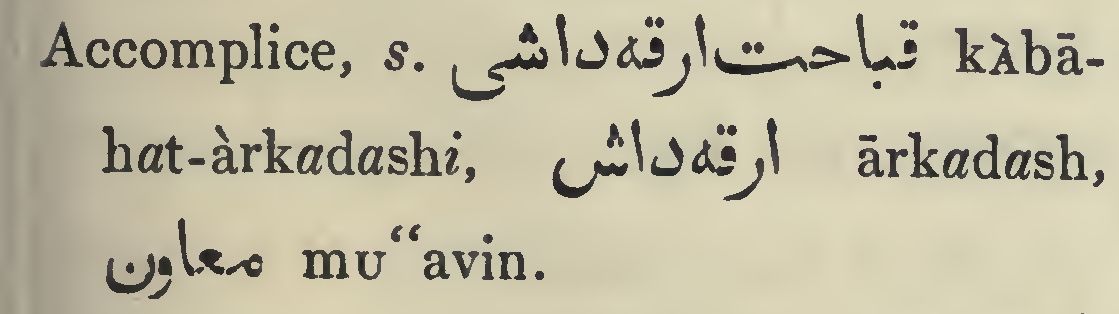 Accomplice, s. قباحت ارقه‌داشی kàbā-
hat-àrkadashi, ارقه‌داش ārkadash,
معاون mu“avin.